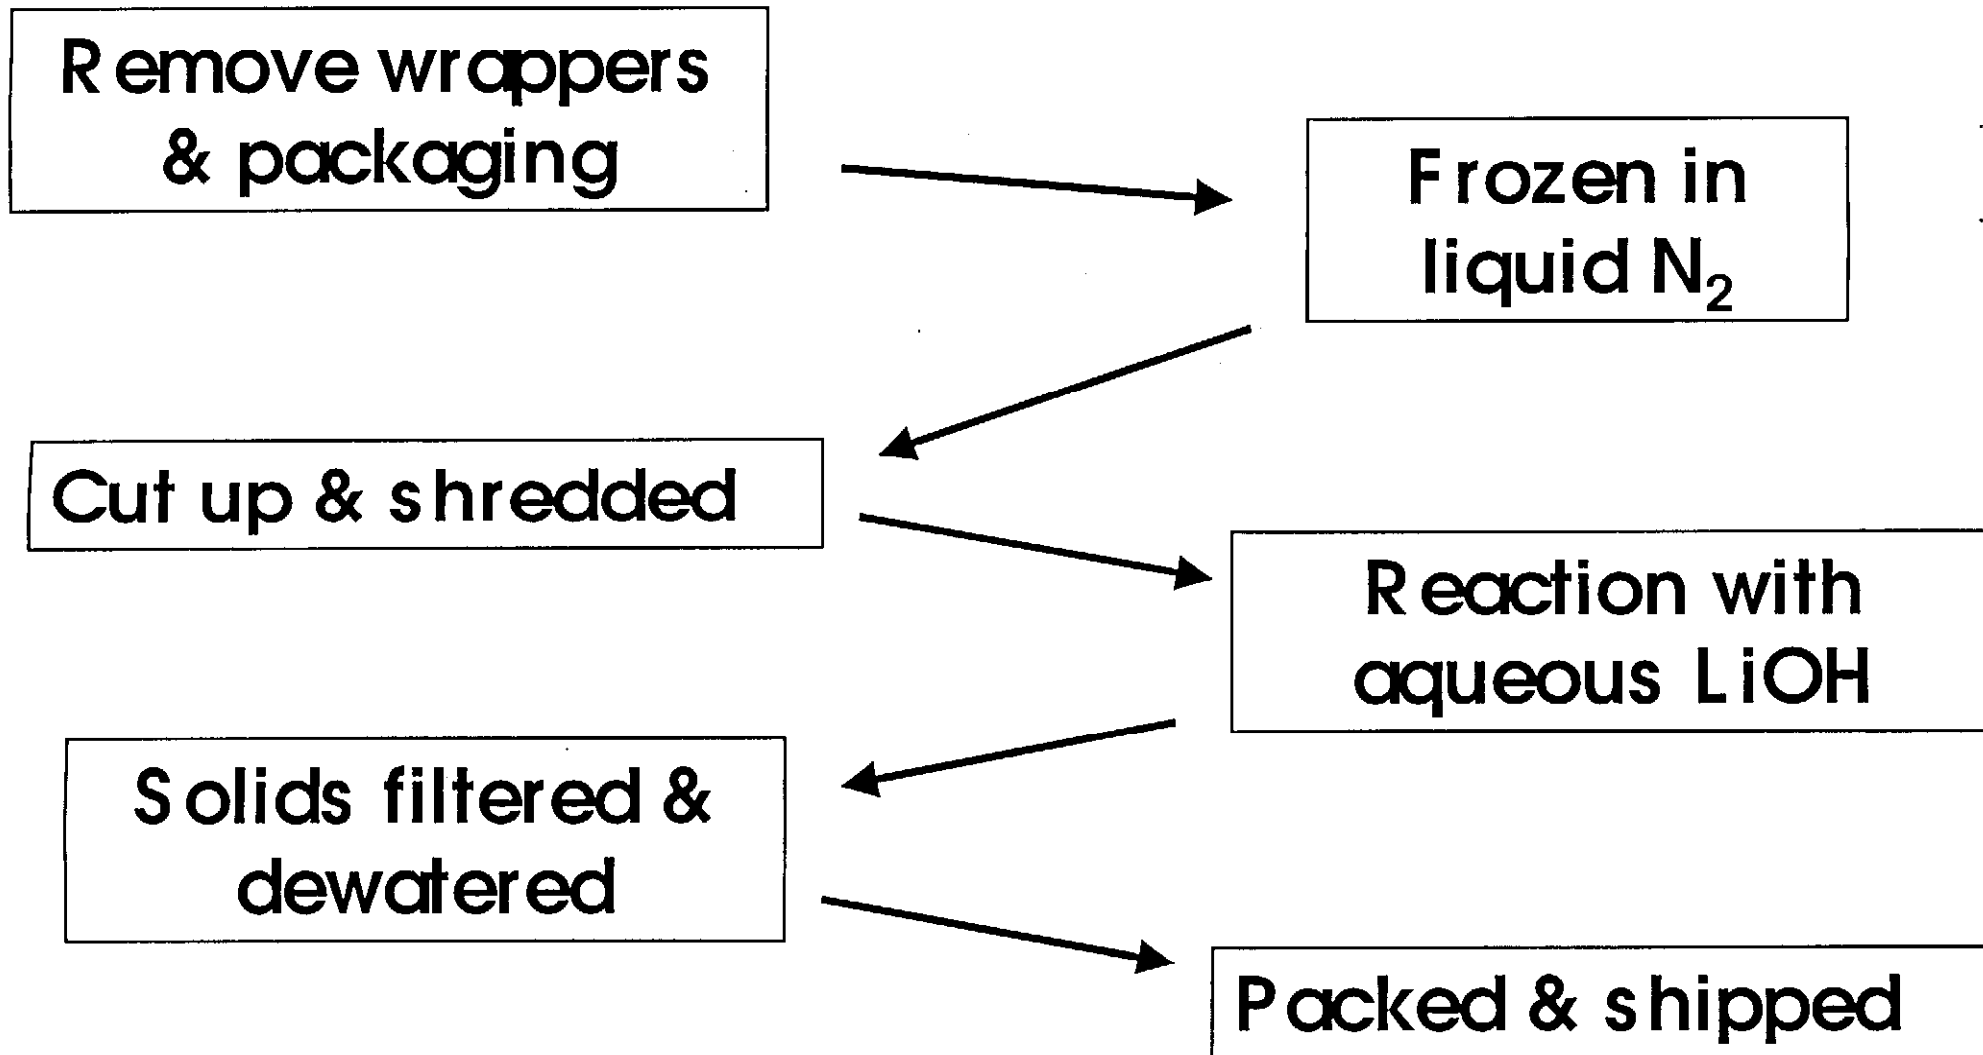 Remove wrappers
& packaging
Frozen in
liquid N₂
Cut up & shredded
Reaction with
aqueous LiOH
Solids filtered &
dewatered
Packed & shipped